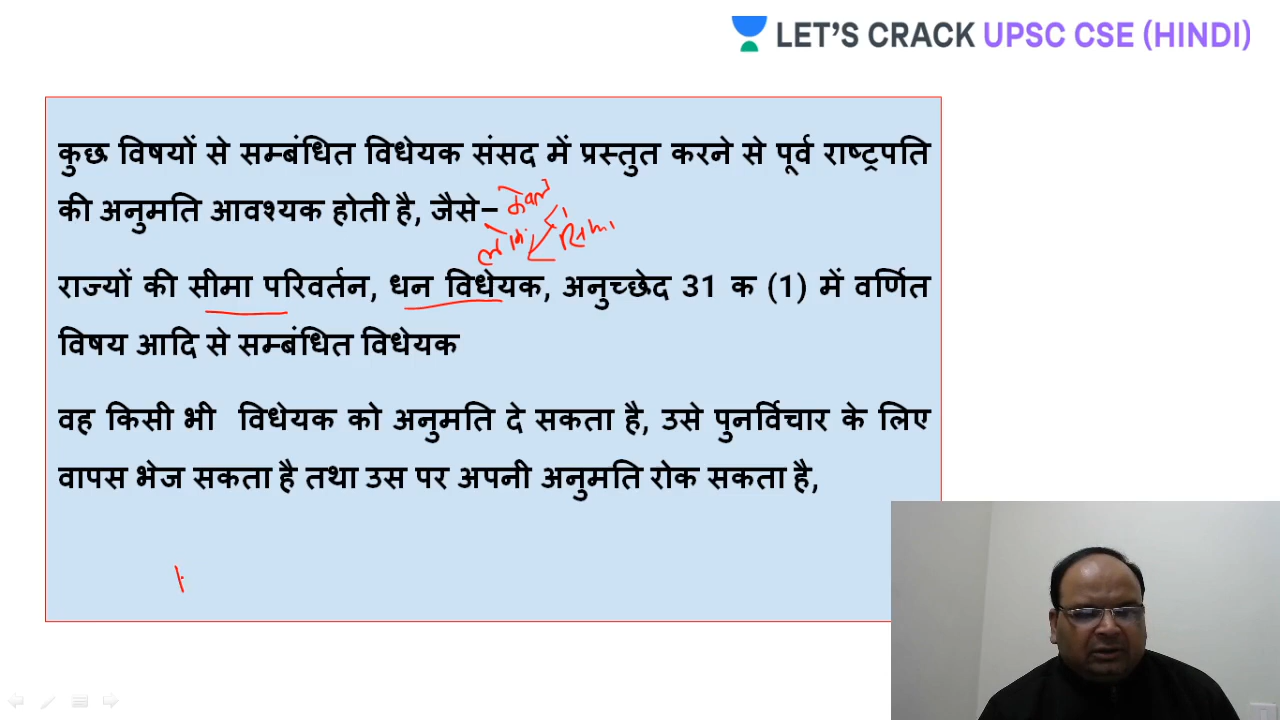 LET'S CRACK UPSC CSE (HINDI)
कुछ विषयों से सम्बंधित विधेयक संसद में प्रस्तुत करने से पूर्व राष्ट्रपति
की अनुमति आवश्यक होती है, जैसे–
राज्यों की सीमा परिवर्तन, धन विधेयक, अनुच्छेद 31 क (1) में वर्णित
विषय आदि से सम्बंधित विधेयक
वह किसी भी विधेयक को अनुमति दे सकता है, उसे पुनर्विचार के लिए
वापस भेज सकता है तथा उस पर अपनी अनुमति रोक सकता है,